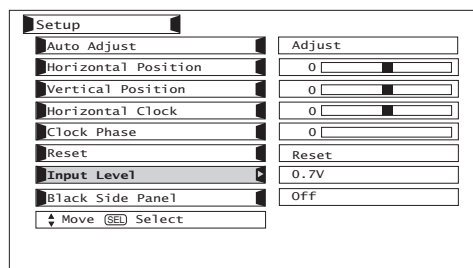 Setup
Auto Adjust Adjust
Horizontal Position 0
Vertical Position 0
Horizontal Clock 0
Clock Phase 0
Reset Reset
Input Level 0.7V
Black Side Panel Off
Move SEL Select